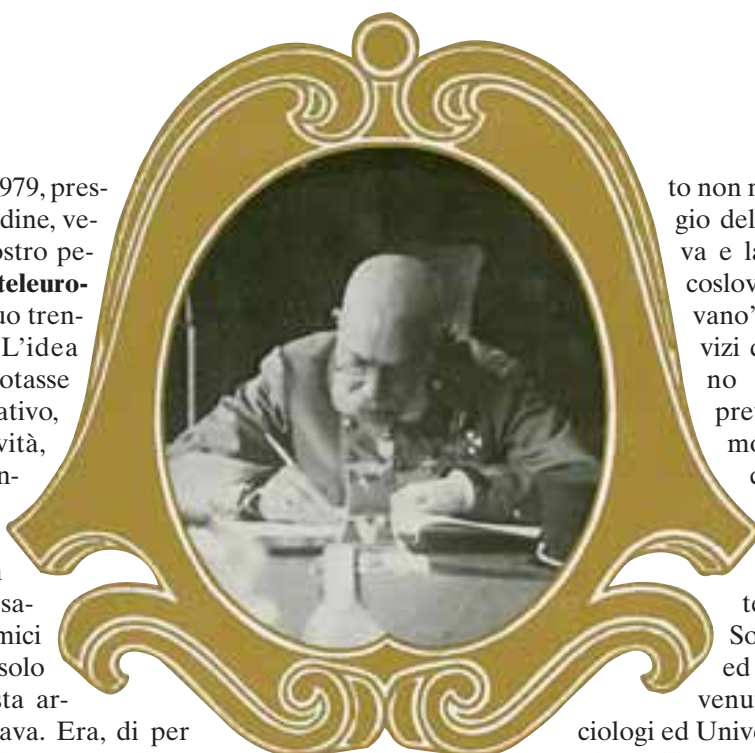 979, pres-
dine, ve-
ostro pe-
teleuro-
uo tren-
L'idea
otasse
ativo,
vità,
n-
sa-
mici
solo
sta ar-
ava. Era, di per
to non
gio del
va e la
coslov
vano'
vizi
no
pre
mo
te
So
ed
venu
ciologi ed Unive